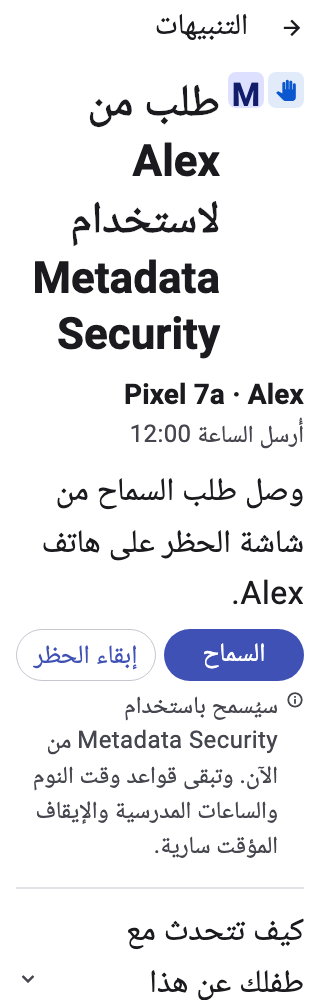 التنبيهات
M
طلب من
Alex
لاستخدام
Metadata
Security
Pixel 7a · Alex
أُرسل الساعة 12:00
وصل طلب السماح من
شاشة الحظر على هاتف
Alex.
السماح
إبقاء الحظر
سيُسمح باستخدام
Metadata Security من
الآن. وتبقى قواعد وقت النوم
والساعات المدرسية والإيقاف
المؤقت سارية.
كيف تتحدث مع
طفلك عن هذا